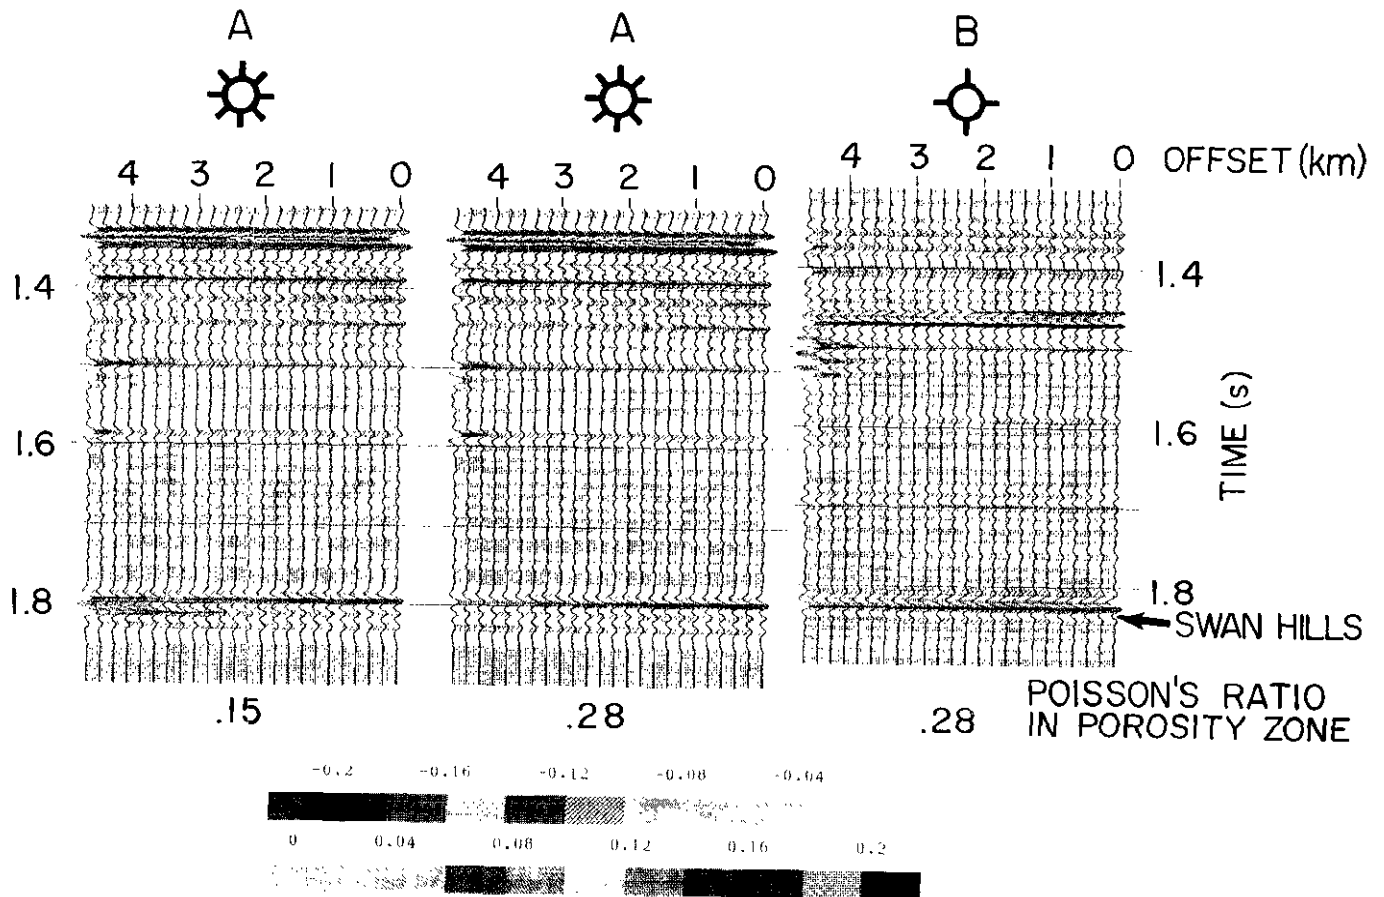 A A B
4 3 2 1 0 4 3 2 1 0 4 3 2 1 0 OFFSET (km)
1.4 1.4
1.6 1.6
TIME (s)
1.8 1.8
SWAN HILLS
.15 .28 .28
POISSON'S RATIO
IN POROSITY ZONE
-0.2 -0.16 -0.12 -0.08 -0.04
0 0.04 0.08 0.12 0.16 0.2